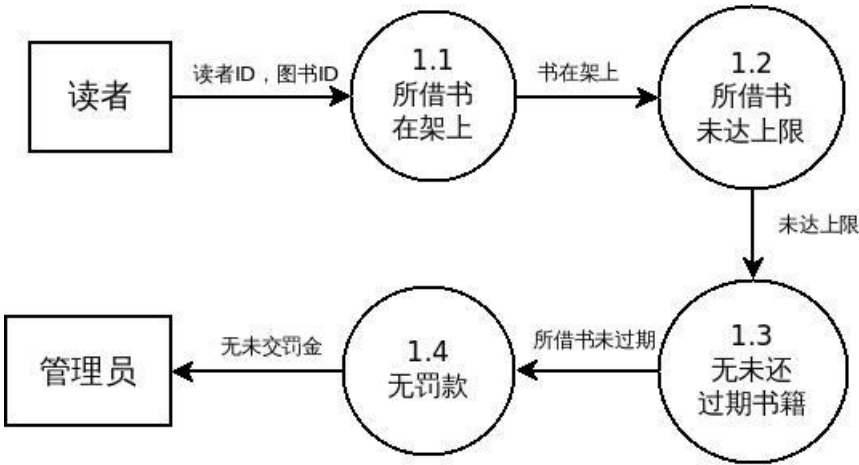 读者
读者ID，图书ID
1.1
所借书
在架上
书在架上
1.2
所借书
未达上限
未达上限
1.3
无未还
过期书籍
所借书未过期
1.4
无罚款
无未交罚金
管理员